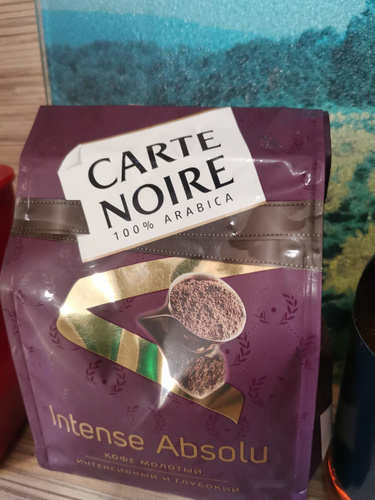 CARTE
NOIRE
100% ARABICA
Intense Absolu
КОФЕ МОЛОТЫЙ
ИНТЕНСИВНЫЙ И ГЛУБОКИЙ